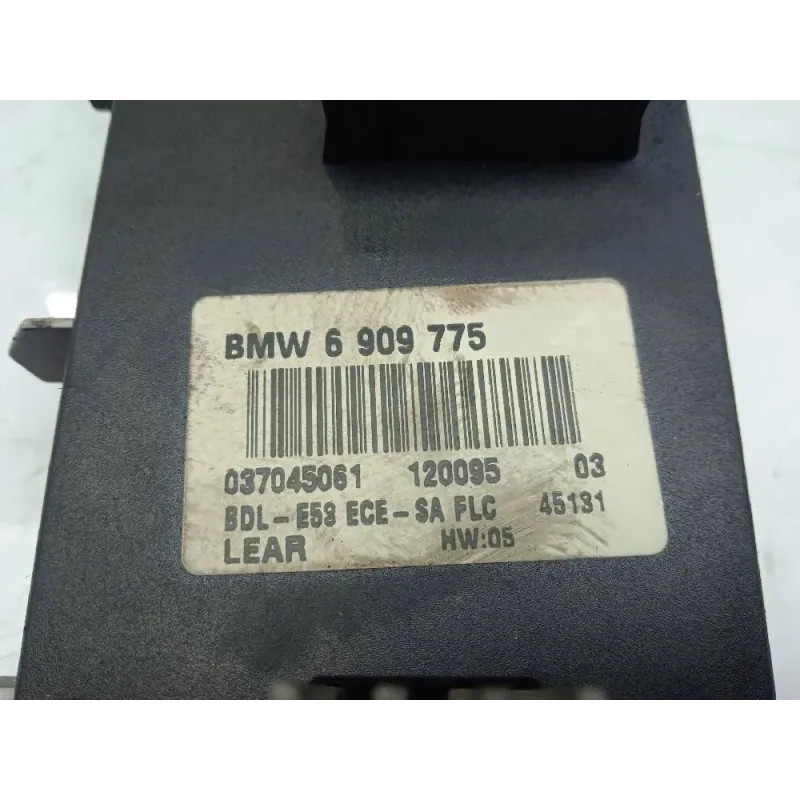 BMW 6 909 775
037045061 120095 03
BDL-E53 ECE-SA FLC 45131
LEAR HW:05